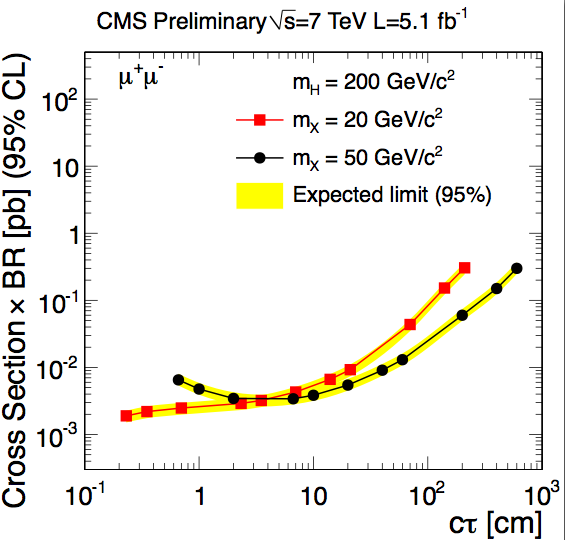 CMS Preliminary √s=7 TeV L=5.1 fb⁻¹
μ⁺μ⁻
m_H = 200 GeV/c²
m_X = 20 GeV/c²
m_X = 50 GeV/c²
Expected limit (95%)
Cross Section × BR [pb] (95% CL)
10²
10
1
10⁻¹
10⁻²
10⁻³
10⁻¹ 1 10 10² 10³
cτ [cm]